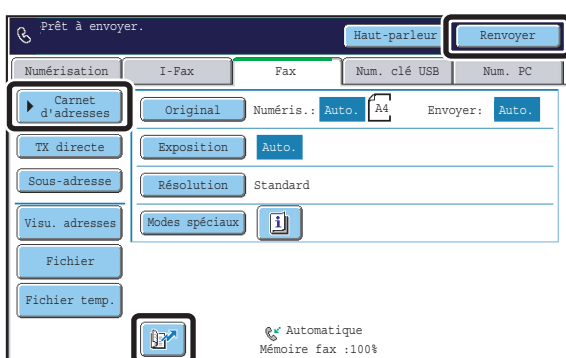 Prêt à envoyer.
Haut-parleur
Renvoyer
Numérisation
I-Fax
Fax
Num. clé USB
Num. PC
Carnet
d'adresses
Original
Numéris.: Auto. A4 Envoyer: Auto.
TX directe
Exposition
Auto.
Sous-adresse
Résolution
Standard
Visu. adresses
Modes spéciaux
Fichier
Fichier temp.
Automatique
Mémoire fax :100%